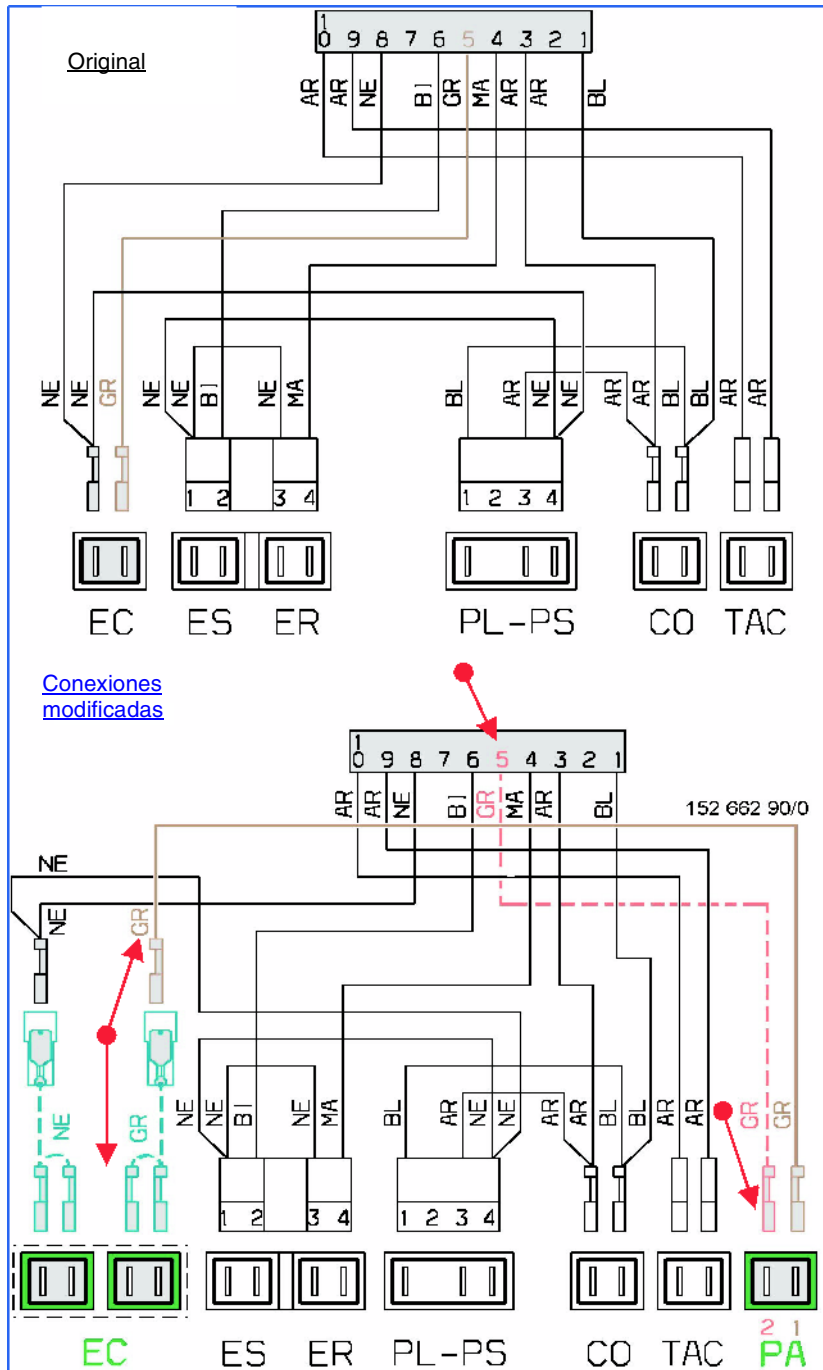 Original
10 9 8 7 6 5 4 3 2 1
AR AR NE BI GR MA AR AR BL
NE NE GR NE NE BI NE MA BL AR NE NE AR AR BL BL AR AR
1 2 3 4 1 2 3 4
EC ES ER PL-PS CO TAC
Conexiones
modificadas
10 9 8 7 6 5 4 3 2 1
AR AR NE BI GR MA AR BL
152 662 90/0
NE
NE GR
NE GR NE NE BI NE MA BL AR NE NE AR AR BL BL AR AR GR GR
1 2 3 4 1 2 3 4
2 1
EC ES ER PL-PS CO TAC PA